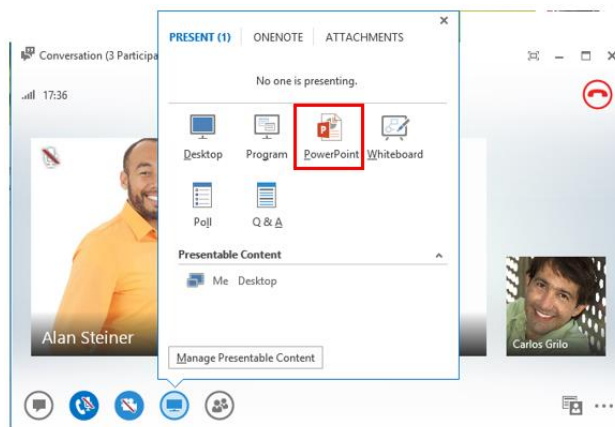 PRESENT (1) ONENOTE ATTACHMENTS
Conversation (3 Participa
No one is presenting.
17:36
Desktop Program PowerPoint Whiteboard
Poll Q & A
Presentable Content
Me Desktop
Alan Steiner
Carlos Grilo
Manage Presentable Content